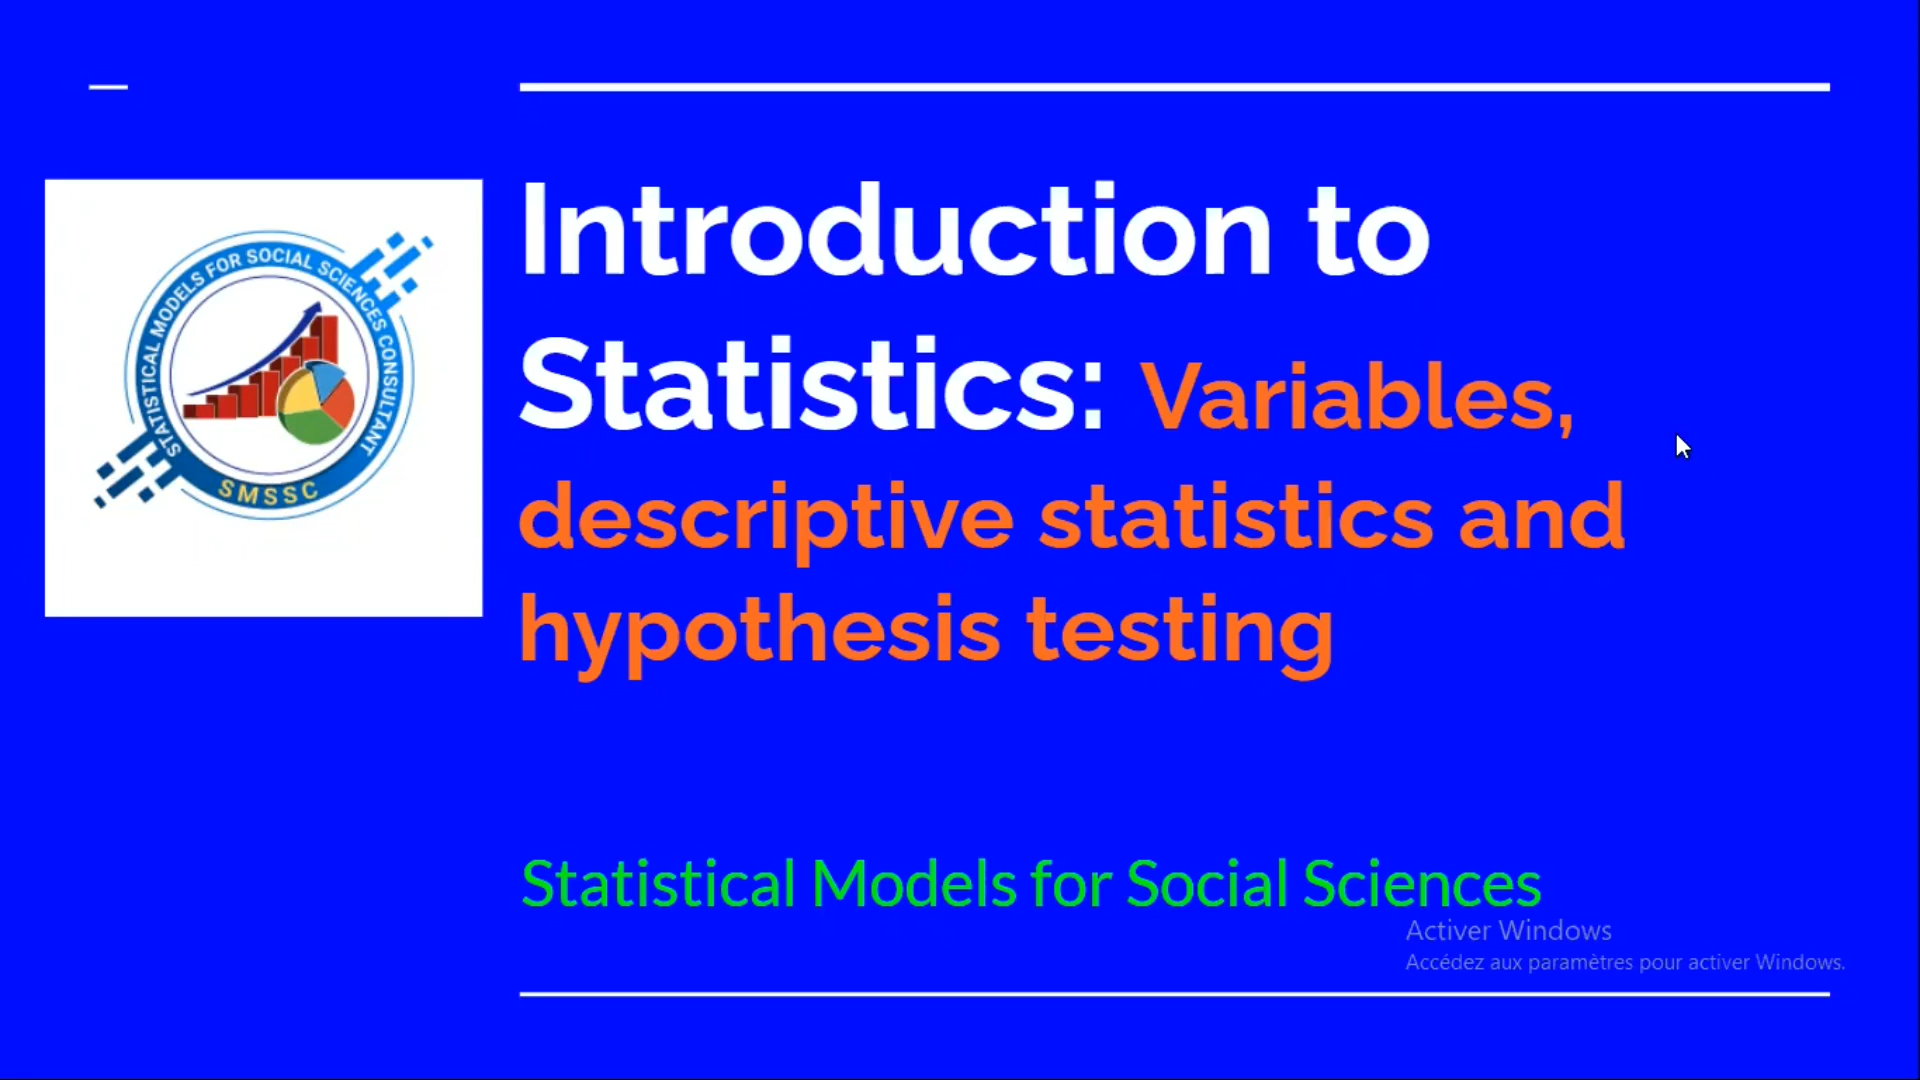 STATISTICAL MODELS FOR SOCIAL SCIENCES CONSULTANT
SMSSC
Introduction to
Statistics: Variables,
descriptive statistics and
hypothesis testing
Statistical Models for Social Sciences
Activer Windows
Accédez aux paramètres pour activer Windows.